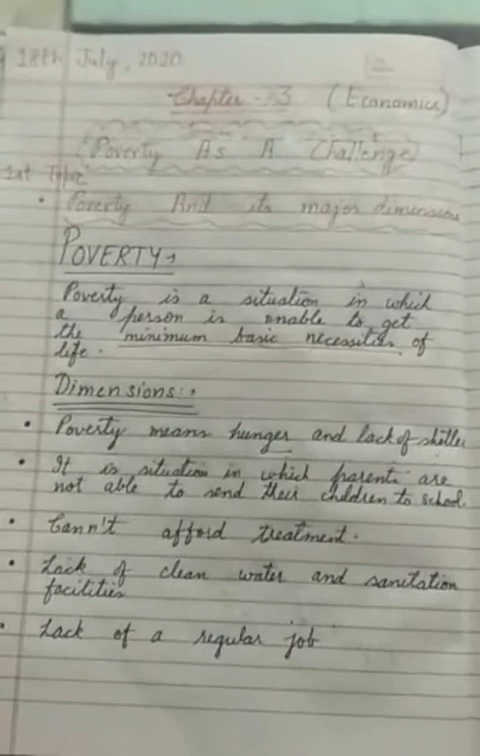 18th July, 2020
Chapter - 3 (Economics)
(Poverty As A Challenge)
1st Topic
• Poverty And its major dimension
POVERTY→
Poverty is a situation in which
a person is unable to get
the minimum basic necessities of
life.
Dimensions:→
• Poverty means hunger and lack of shelter
• It is situation in which parents are
not able to send their children to school.
• Cann't afford treatment.
• Lack of clean water and sanitation
facilities
• Lack of a regular job